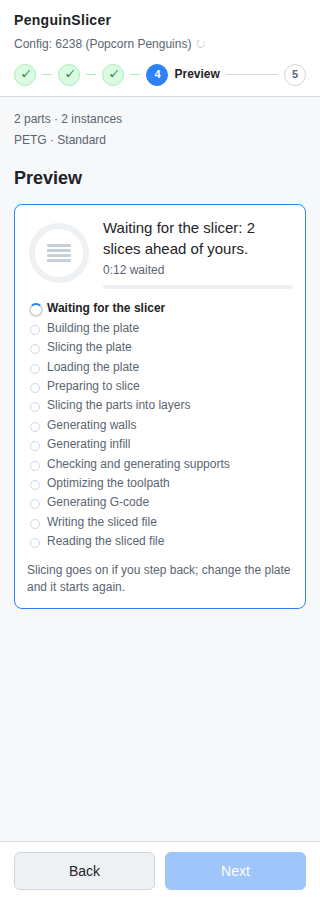 PenguinSlicer
Config: 6238 (Popcorn Penguins)
✓ ✓ ✓ 4 Preview 5
2 parts · 2 instances
PETG · Standard
Preview
Waiting for the slicer: 2
slices ahead of yours.
0:12 waited
Waiting for the slicer
Building the plate
Slicing the plate
Loading the plate
Preparing to slice
Slicing the parts into layers
Generating walls
Generating infill
Checking and generating supports
Optimizing the toolpath
Generating G-code
Writing the sliced file
Reading the sliced file
Slicing goes on if you step back; change the plate
and it starts again.
Back Next